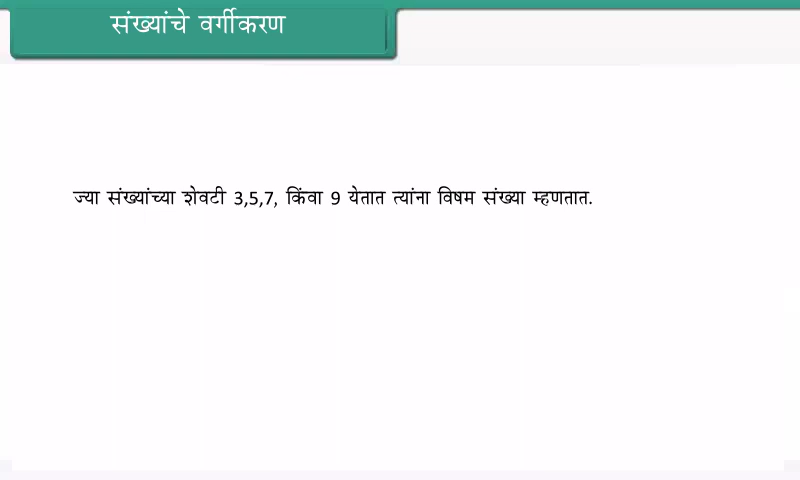 संख्यांचे वर्गीकरण
ज्या संख्यांच्या शेवटी 3,5,7, किंवा 9 येतात त्यांना विषम संख्या म्हणतात.